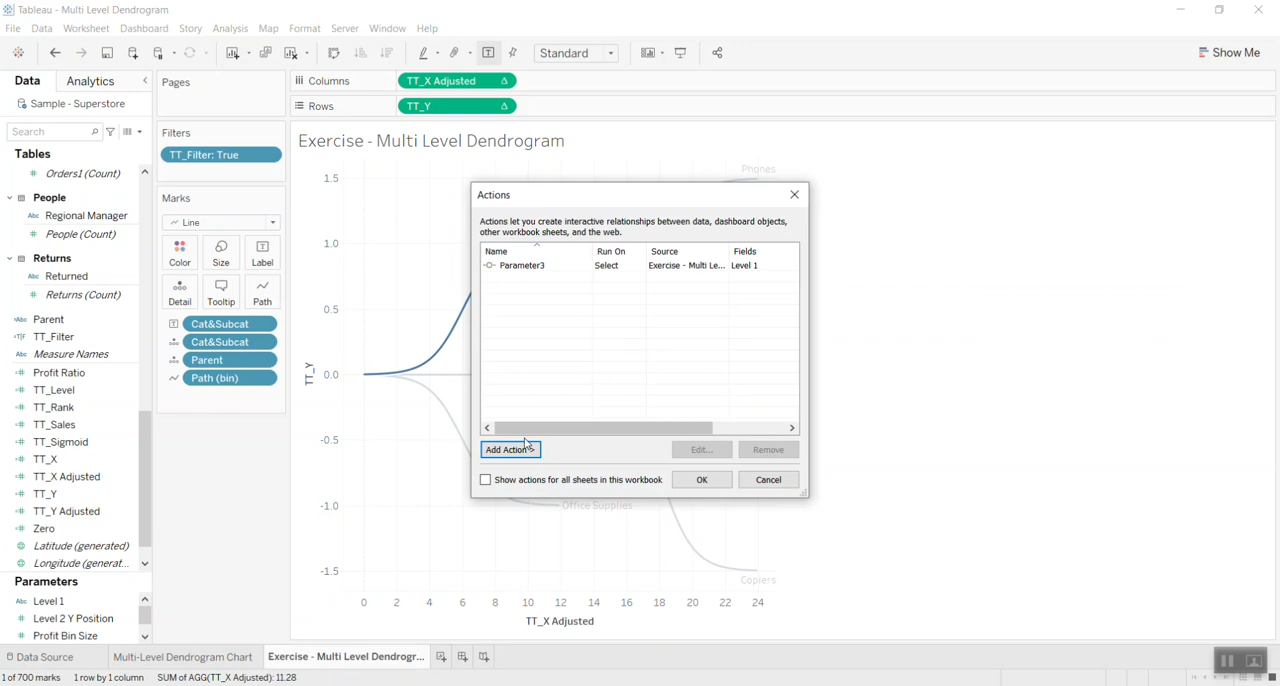 Tableau - Multi Level Dendrogram
File Data Worksheet Dashboard Story Analysis Map Format Server Window Help
Standard
Show Me
Data Analytics
Pages
Columns
TT_X Adjusted
Sample - Superstore
Rows
TT_Y
Search
Tables
Orders1 (Count)
People
Abc Regional Manager
People (Count)
Returns
Abc Returned
Returns (Count)
Abc Parent
T|F TT_Filter
Abc Measure Names
Profit Ratio
TT_Level
TT_Rank
TT_Sales
TT_Sigmoid
TT_X
TT_X Adjusted
TT_Y
TT_Y Adjusted
Zero
Latitude (generated)
Longitude (generat...
Parameters
Abc Level 1
Level 2 Y Position
Profit Bin Size
Filters
TT_Filter: True
Marks
Line
Color Size Label
Detail Tooltip Path
Cat&Subcat
Cat&Subcat
Parent
Path (bin)
Exercise - Multi Level Dendrogram
Phones
1.5
1.0
0.5
0.0
-0.5
-1.0
-1.5
TT_Y
Office Supplies
Copiers
0 2 4 6 8 10 12 14 16 18 20 22 24
TT_X Adjusted
Actions
Actions let you create interactive relationships between data, dashboard objects,
other workbook sheets, and the web.
Name Run On Source Fields
Parameter3 Select Exercise - Multi Le... Level 1
Add Action
Edit... Remove
Show actions for all sheets in this workbook
OK Cancel
Data Source Multi-Level Dendrogram Chart Exercise - Multi Level Dendrogr...
1 of 700 marks 1 row by 1 column SUM of AGG(TT_X Adjusted): 11.28